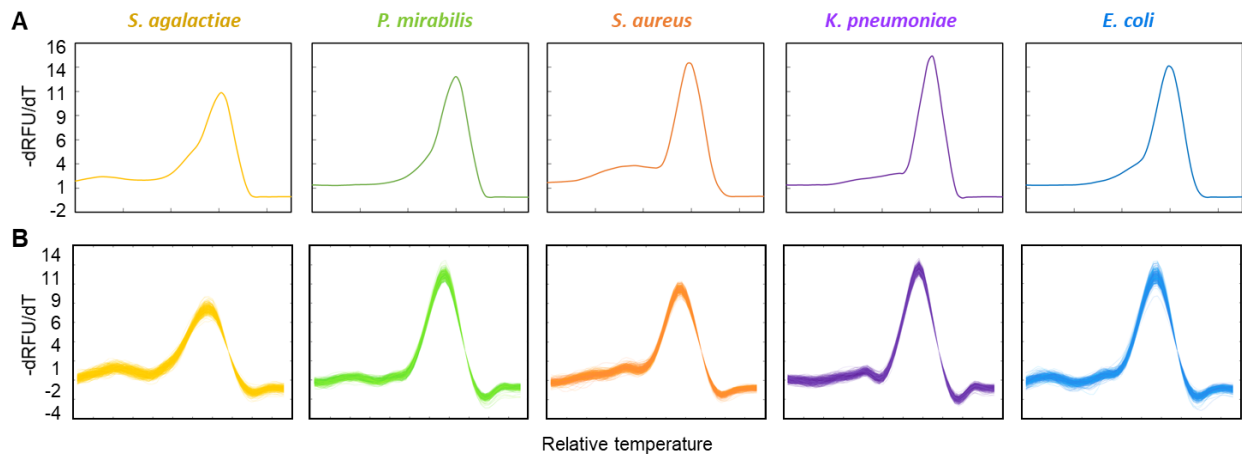 A
S. agalactiae P. mirabilis S. aureus K. pneumoniae E. coli
16
14
11
9
6
4
1
-2
-dRFU/dT
B
14
11
9
6
4
1
-2
-4
-dRFU/dT
Relative temperature